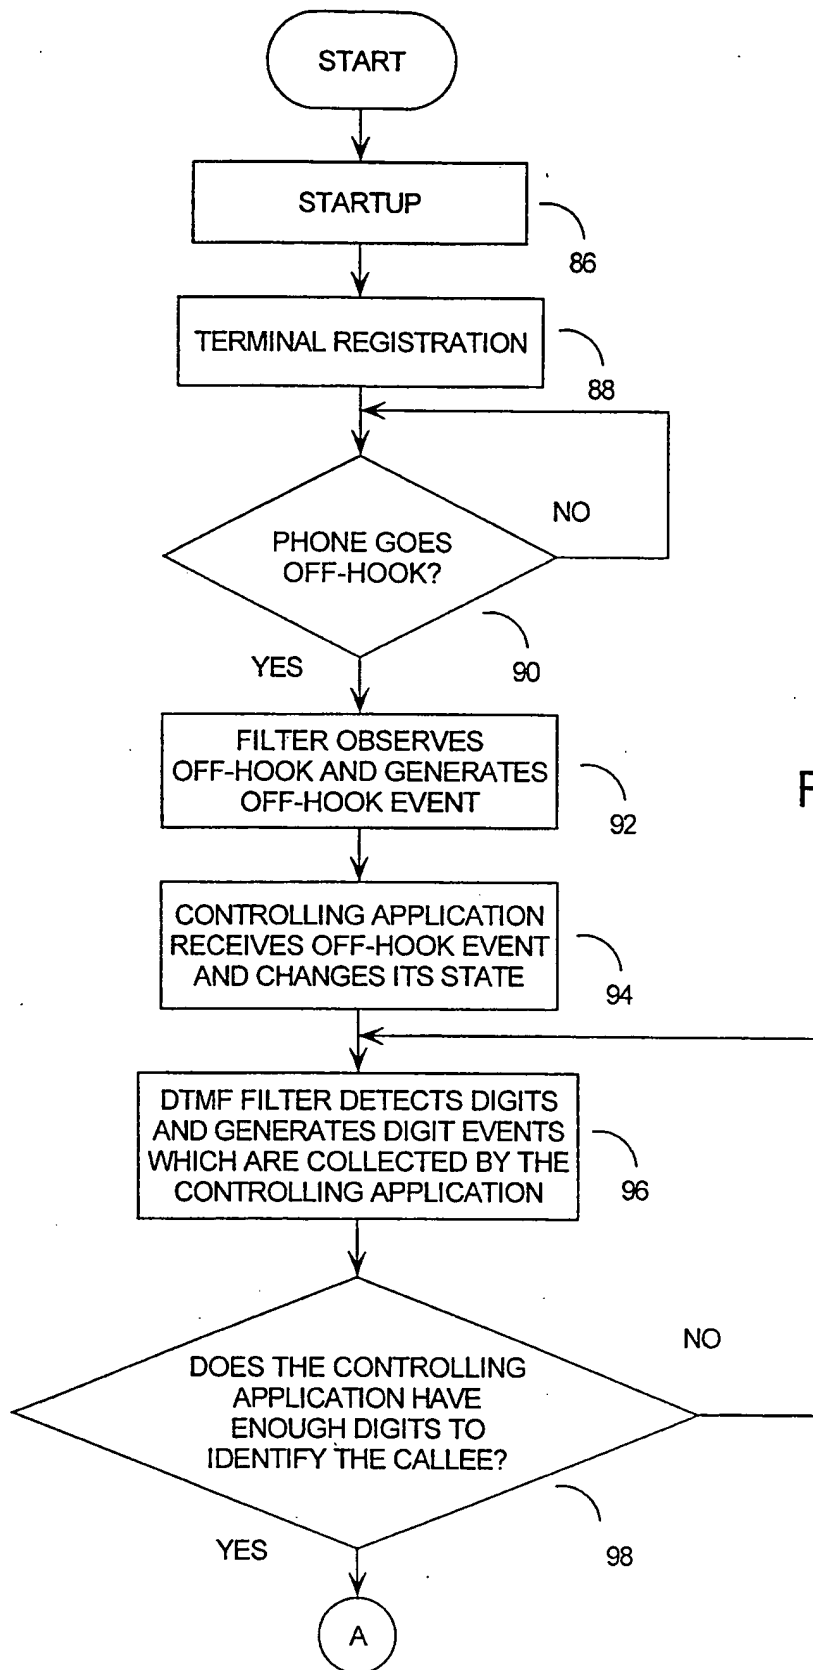 START
STARTUP
86
TERMINAL REGISTRATION
88
NO
PHONE GOES
OFF-HOOK?
90
YES
FILTER OBSERVES
OFF-HOOK AND GENERATES
OFF-HOOK EVENT
92
CONTROLLING APPLICATION
RECEIVES OFF-HOOK EVENT
AND CHANGES ITS STATE
94
DTMF FILTER DETECTS DIGITS
AND GENERATES DIGIT EVENTS
WHICH ARE COLLECTED BY THE
CONTROLLING APPLICATION
96
NO
DOES THE CONTROLLING
APPLICATION HAVE
ENOUGH DIGITS TO
IDENTIFY THE CALLEE?
98
YES
A